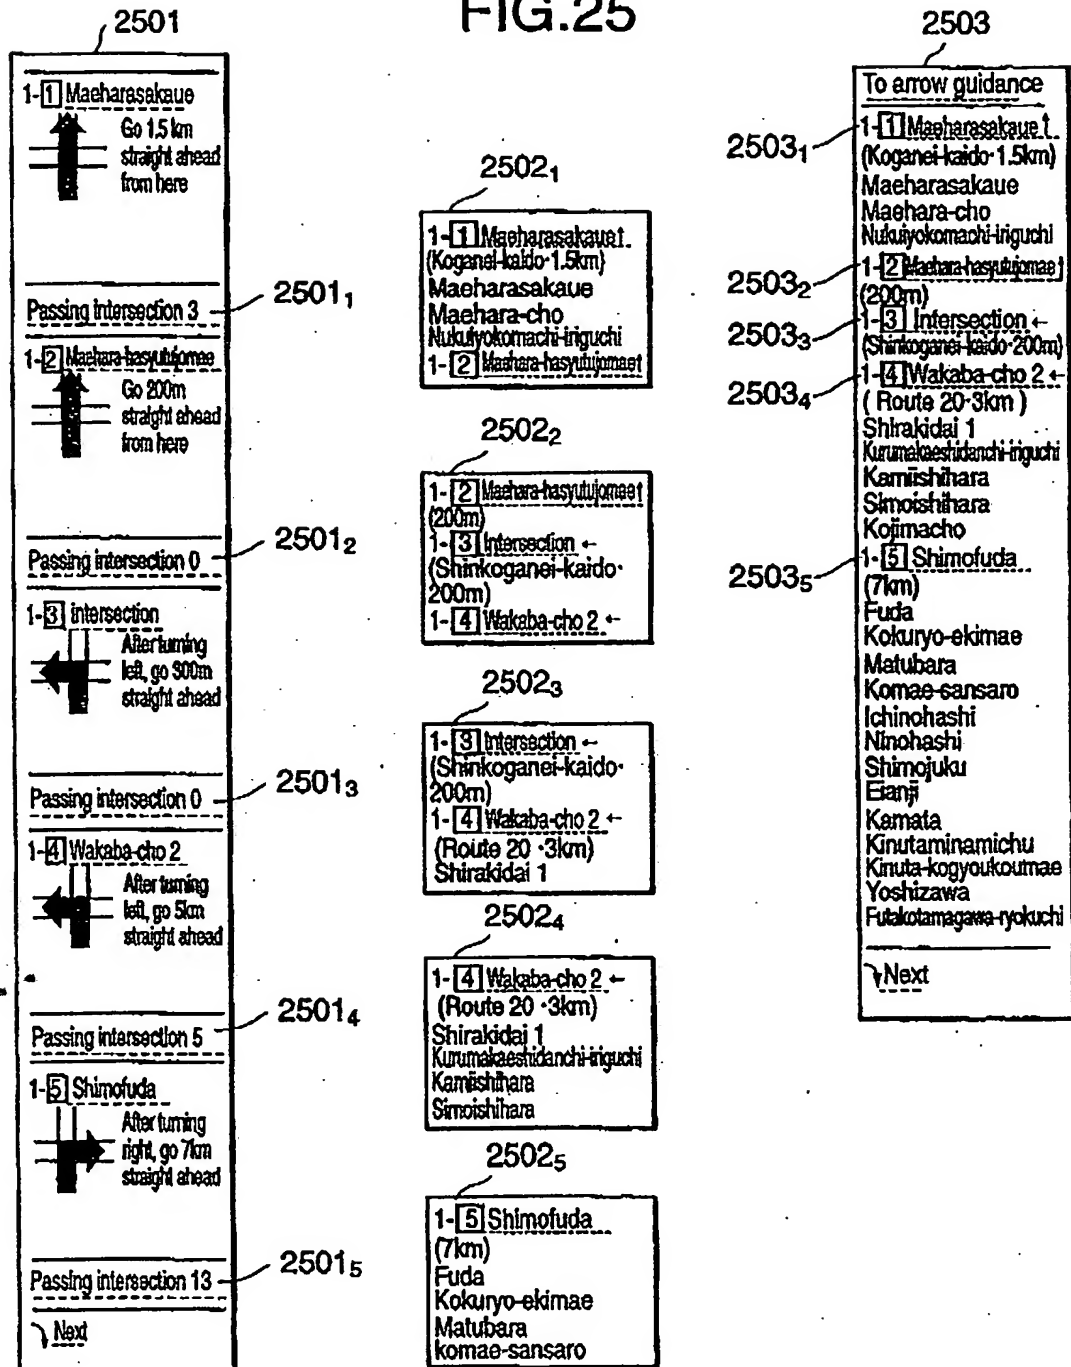 FIG.25
2501
1-1 Maeharasakaue
Go 1.5 km
straight ahead
from here
Passing intersection 3
2501₁
1-2 Maehara-hasyutujomae
Go 200m
straight ahead
from here
Passing intersection 0
2501₂
1-3 intersection
After turning
left, go 300m
straight ahead
Passing intersection 0
2501₃
1-4 Wakaba-cho 2
After turning
left, go 5km
straight ahead
Passing intersection 5
2501₄
1-5 Shimofuda
After turning
right, go 7km
straight ahead
Passing intersection 13
2501₅
Next
2502₁
1-1 Maeharasakaue↑
(Koganei-kaido·1.5km)
Maeharasakaue
Maehara-cho
Nukuiyokomachi-iriguchi
1-2 Maehara-hasyutujomae↑
2502₂
1-2 Maehara-hasyutujomae↑
(200m)
1-3 Intersection ←
(Shinkoganei-kaido·
200m)
1-4 Wakaba-cho 2 ←
2502₃
1-3 Intersection ←
(Shinkoganei-kaido·
200m)
1-4 Wakaba-cho 2 ←
(Route 20 ·3km)
Shirakidai 1
2502₄
1-4 Wakaba-cho 2 ←
(Route 20 ·3km)
Shirakidai 1
Kurumakaeshidanchi-iriguchi
Kamiishihara
Simoishihara
2502₅
1-5 Shimofuda
(7km)
Fuda
Kokuryo-ekimae
Matubara
komae-sansaro
2503
To arrow guidance
2503₁
1-1 Maeharasakaue↑
(Koganei-kaido·1.5km)
Maeharasakaue
Maehara-cho
Nukuiyokomachi-iriguchi
2503₂
1-2 Maehara-hasyutujomae↑
(200m)
2503₃
1-3 Intersection ←
(Shinkoganei-kaido·200m)
2503₄
1-4 Wakaba-cho 2 ←
( Route 20·3km )
Shirakidai 1
Kurumakaeshidanchi-iriguchi
Kamiishihara
Simoishihara
Kojimacho
2503₅
1-5 Shimofuda
(7km)
Fuda
Kokuryo-ekimae
Matubara
Komae-sansaro
Ichinohashi
Ninohashi
Shimojuku
Eianji
Kamata
Kinutaminamichu
Kinuta-kogyoukoumae
Yoshizawa
Futakotamagawa-ryokuchi
Next